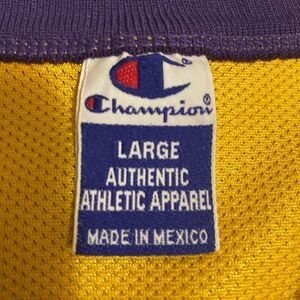 Champion®
LARGE
AUTHENTIC
ATHLETIC APPAREL
MADE IN MEXICO